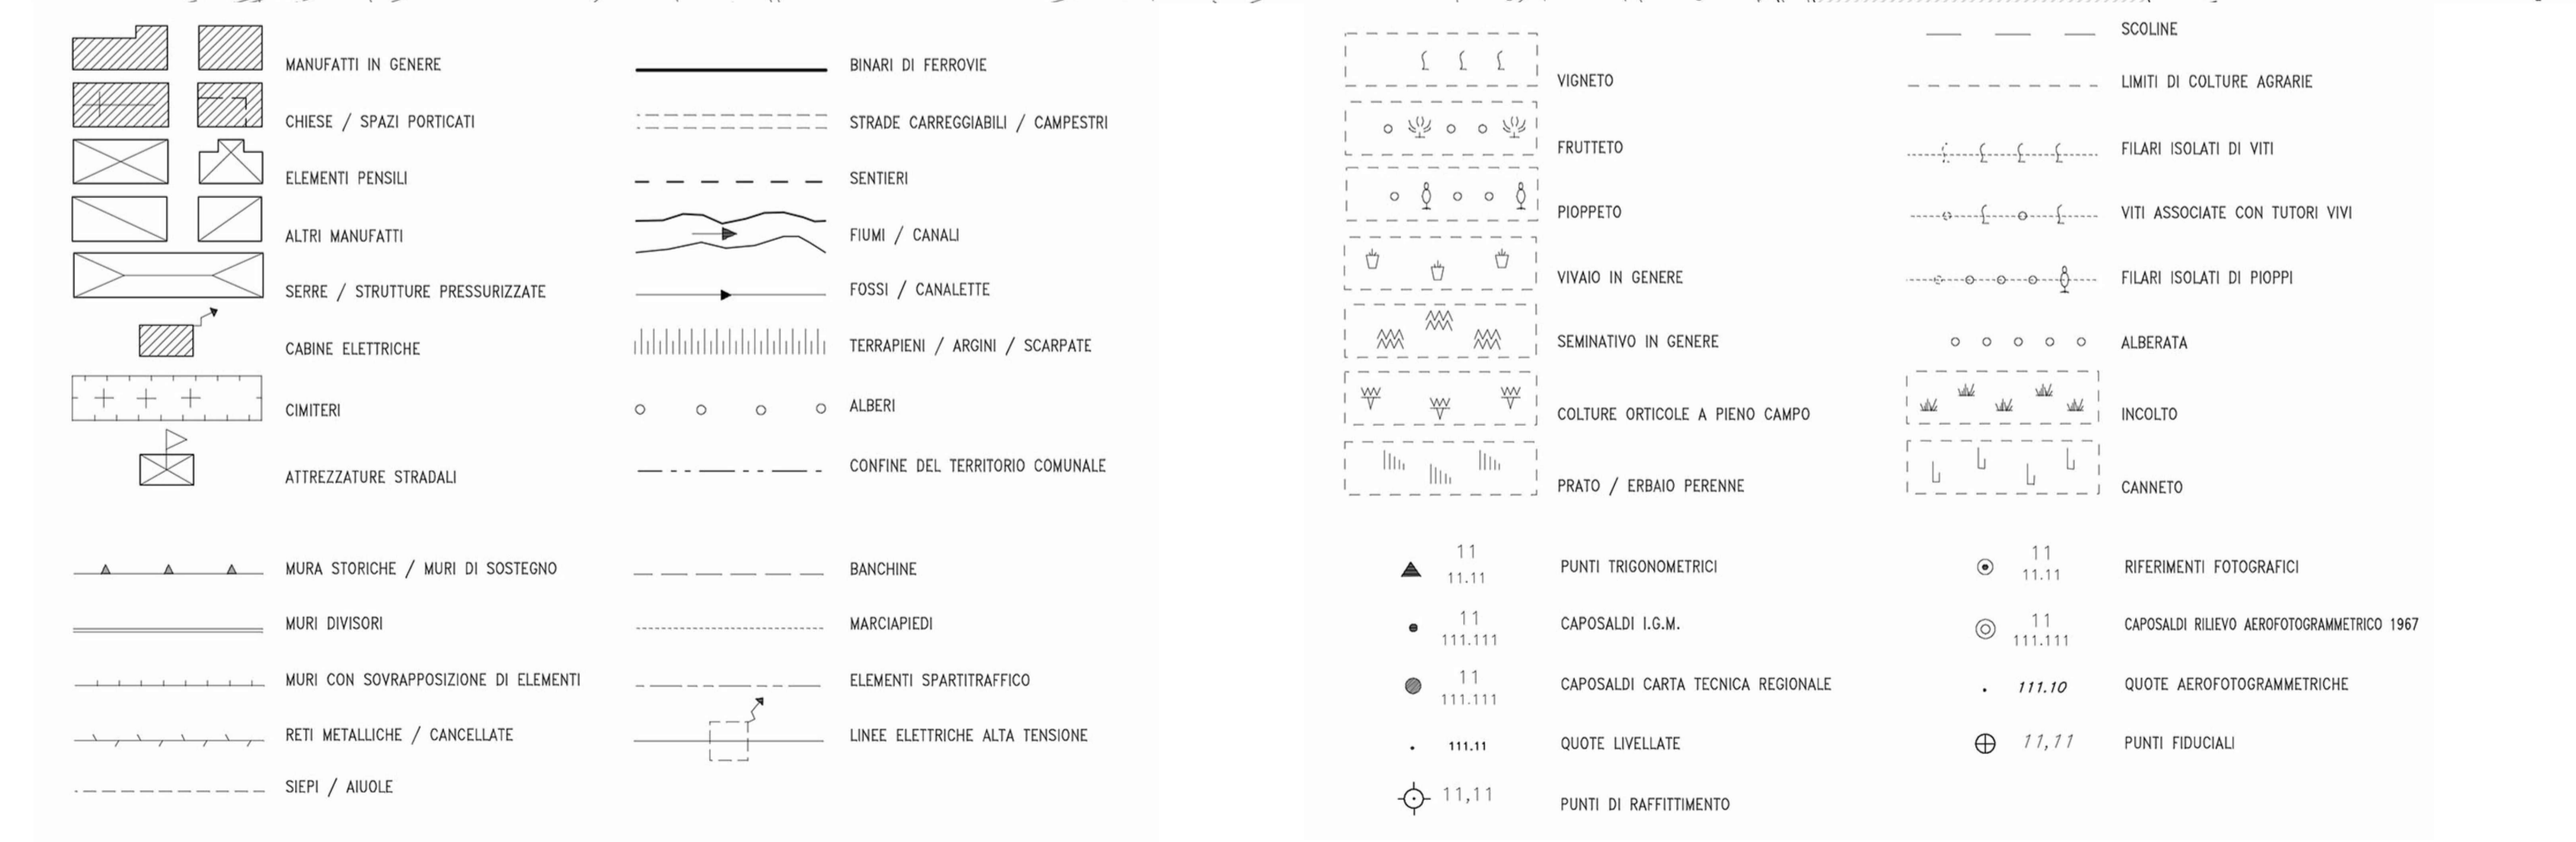 MANUFATTI IN GENERE
CHIESE / SPAZI PORTICATI
ELEMENTI PENSILI
ALTRI MANUFATTI
SERRE / STRUTTURE PRESSURIZZATE
CABINE ELETTRICHE
CIMITERI
ATTREZZATURE STRADALI
MURA STORICHE / MURI DI SOSTEGNO
MURI DIVISORI
MURI CON SOVRAPPOSIZIONE DI ELEMENTI
RETI METALLICHE / CANCELLATE
SIEPI / AIUOLE
BINARI DI FERROVIE
STRADE CARREGGIABILI / CAMPESTRI
SENTIERI
FIUMI / CANALI
FOSSI / CANALETTE
TERRAPIENI / ARGINI / SCARPATE
ALBERI
CONFINE DEL TERRITORIO COMUNALE
BANCHINE
MARCIAPIEDI
ELEMENTI SPARTITRAFFICO
LINEE ELETTRICHE ALTA TENSIONE
VIGNETO
FRUTTETO
PIOPPETO
VIVAIO IN GENERE
SEMINATIVO IN GENERE
COLTURE ORTICOLE A PIENO CAMPO
PRATO / ERBAIO PERENNE
11
11.11
PUNTI TRIGONOMETRICI
11
111.111
CAPOSALDI I.G.M.
11
111.111
CAPOSALDI CARTA TECNICA REGIONALE
111.11
QUOTE LIVELLATE
11,11
PUNTI DI RAFFITTIMENTO
SCOLINE
LIMITI DI COLTURE AGRARIE
FILARI ISOLATI DI VITI
VITI ASSOCIATE CON TUTORI VIVI
FILARI ISOLATI DI PIOPPI
ALBERATA
INCOLTO
CANNETO
11
11.11
RIFERIMENTI FOTOGRAFICI
11
111.111
CAPOSALDI RILIEVO AEROFOTOGRAMMETRICO 1967
111.10
QUOTE AEROFOTOGRAMMETRICHE
11,11
PUNTI FIDUCIALI